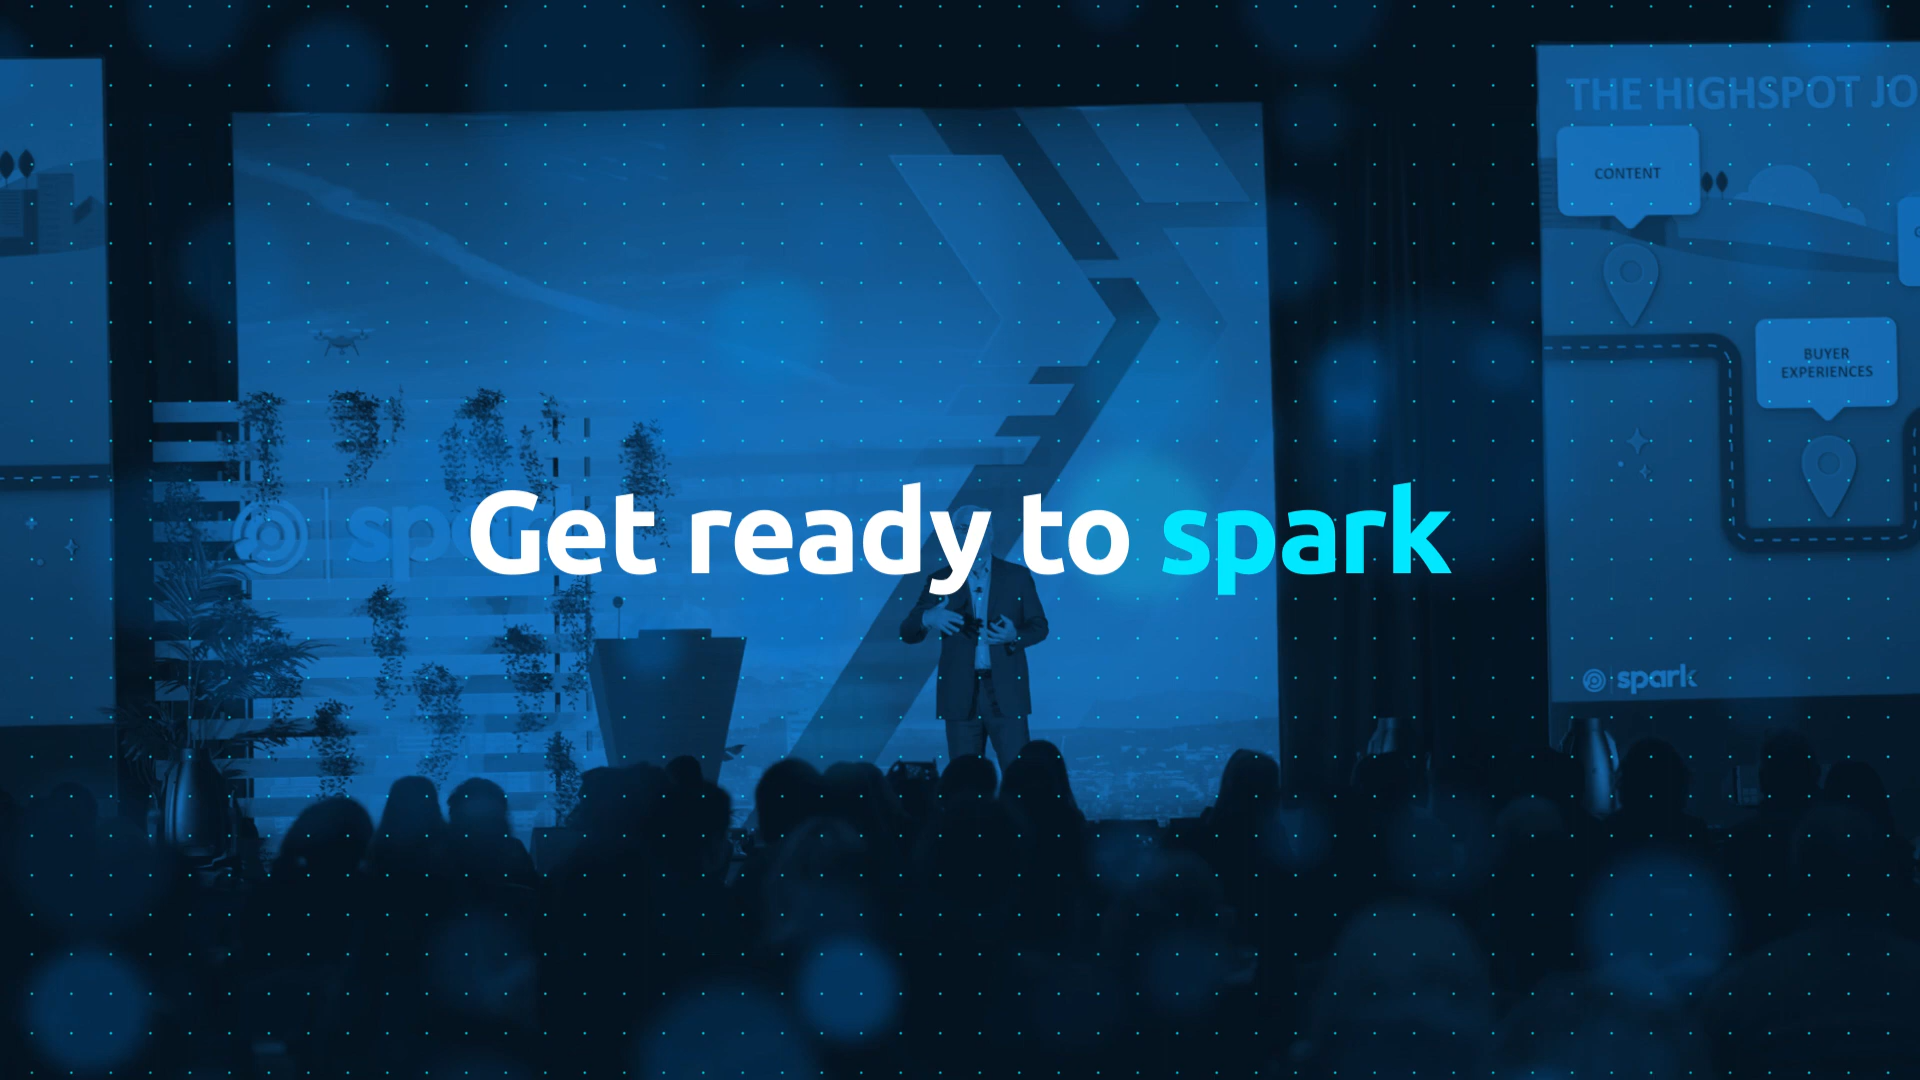 Get ready to spark
THE HIGHSPOT JO
CONTENT
BUYER
EXPERIENCES
spark